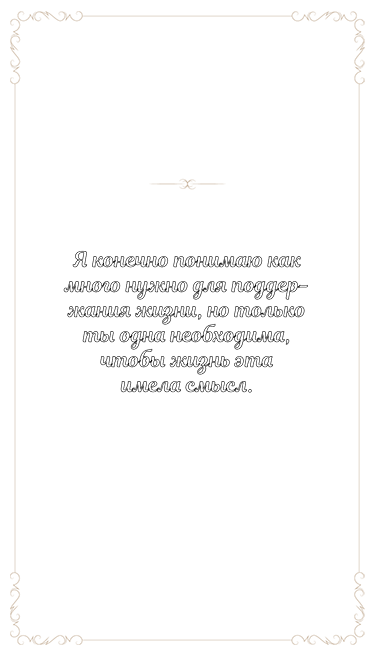 Я конечно понимаю как
много нужно для поддер-
жания жизни, но только
ты одна необходима,
чтобы жизнь эта
имела смысл.